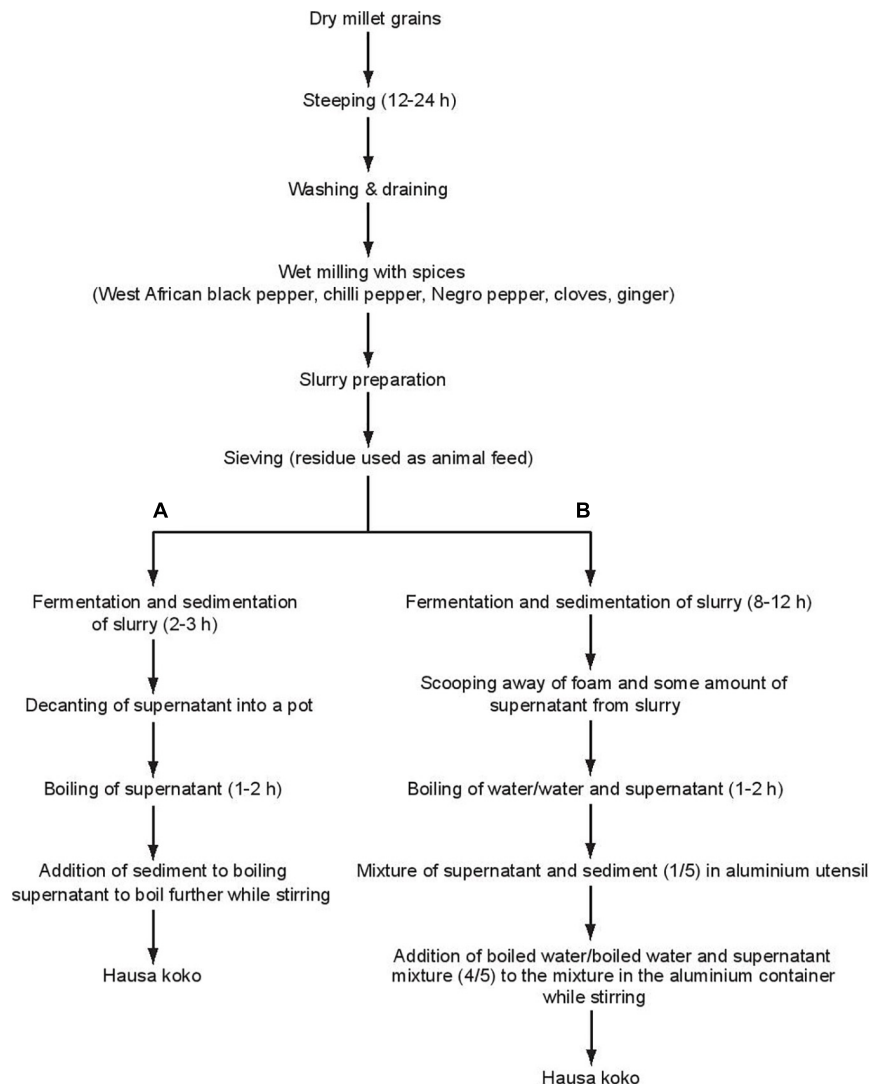 Dry millet grains
Steeping (12-24 h)
Washing & draining
Wet milling with spices
(West African black pepper, chilli pepper, Negro pepper, cloves, ginger)
Slurry preparation
Sieving (residue used as animal feed)
A
Fermentation and sedimentation
of slurry (2-3 h)
Decanting of supernatant into a pot
Boiling of supernatant (1-2 h)
Addition of sediment to boiling
supernatant to boil further while stirring
Hausa koko
B
Fermentation and sedimentation of slurry (8-12 h)
Scooping away of foam and some amount of
supernatant from slurry
Boiling of water/water and supernatant (1-2 h)
Mixture of supernatant and sediment (1/5) in aluminium utensil
Addition of boiled water/boiled water and supernatant
mixture (4/5) to the mixture in the aluminium container
while stirring
Hausa koko